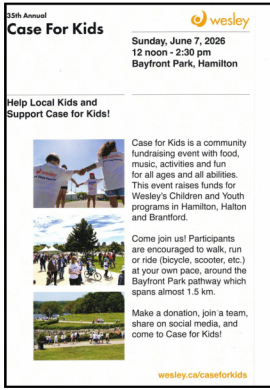 35th Annual
Case For Kids
wesley
Sunday, June 7, 2026
12 noon - 2:30 pm
Bayfront Park, Hamilton
Help Local Kids and
Support Case for Kids!
Case for Kids is a community
fundraising event with food,
music, activities and fun
for all ages and all abilities.
This event raises funds for
Wesley's Children and Youth
programs in Hamilton, Halton
and Brantford.
Come join us! Participants
are encouraged to walk, run
or ride (bicycle, scooter, etc.)
at your own pace, around the
Bayfront Park pathway which
spans almost 1.5 km.
Make a donation, join a team,
share on social media, and
come to Case for Kids!
wesley.ca/caseforkids